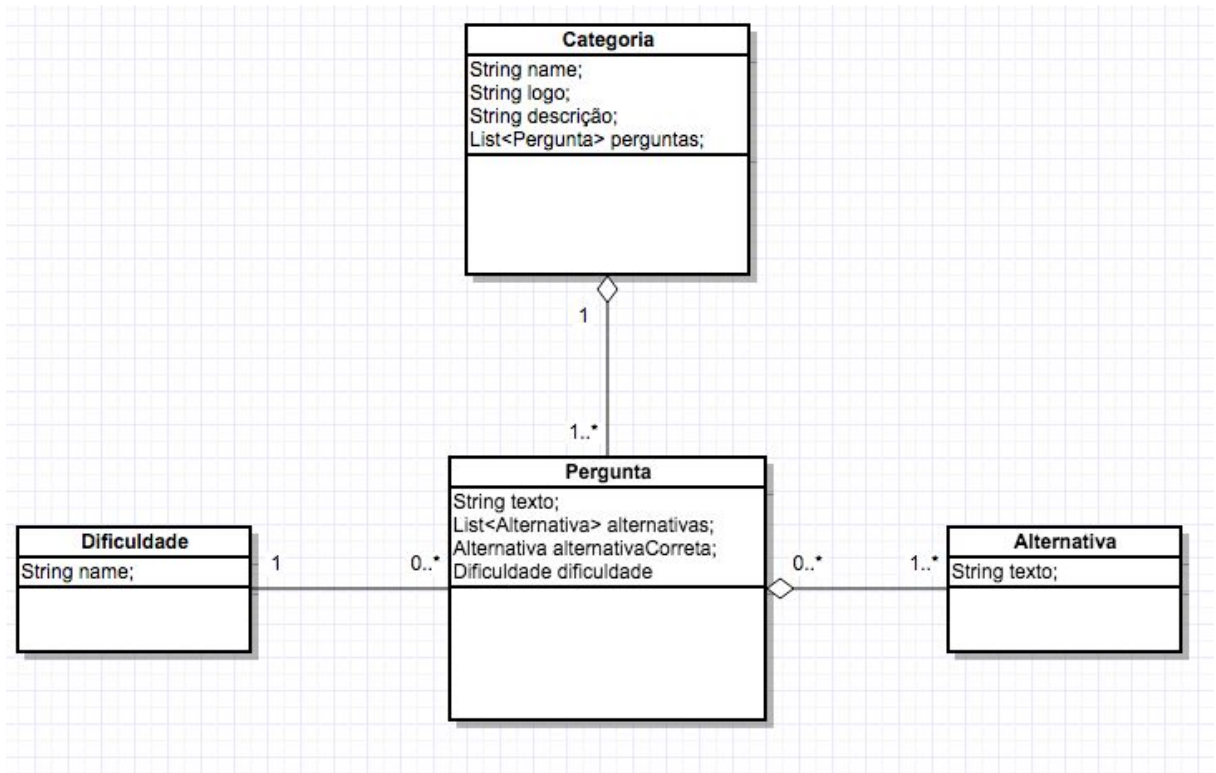 Categoria
String name;
String logo;
String descrição;
List<Pergunta> perguntas;
1
1..*
Pergunta
String texto;
List<Alternativa> alternativas;
Alternativa alternativaCorreta;
Dificuldade dificuldade
Dificuldade
String name;
1
0..*
0..*
1..*
Alternativa
String texto;